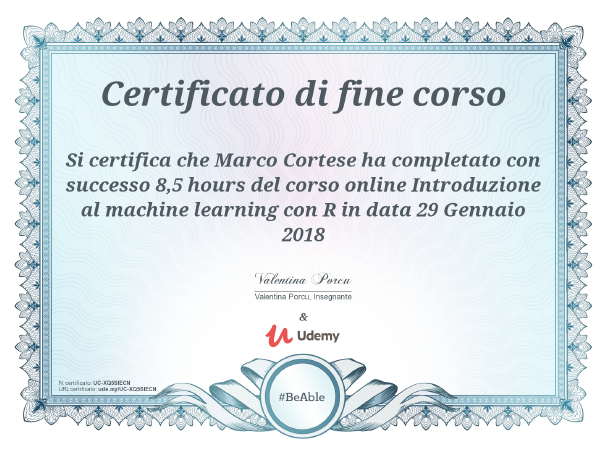 Certificato di fine corso
Si certifica che Marco Cortese ha completato con
successo 8,5 hours del corso online Introduzione
al machine learning con R in data 29 Gennaio
2018
Valentina Porcu
Valentina Porcu, Insegnante
&
Udemy
#BeAble
N. certificato: UC-XQ5SIECN
URL certificato: ude.my/UC-XQ5SIECN